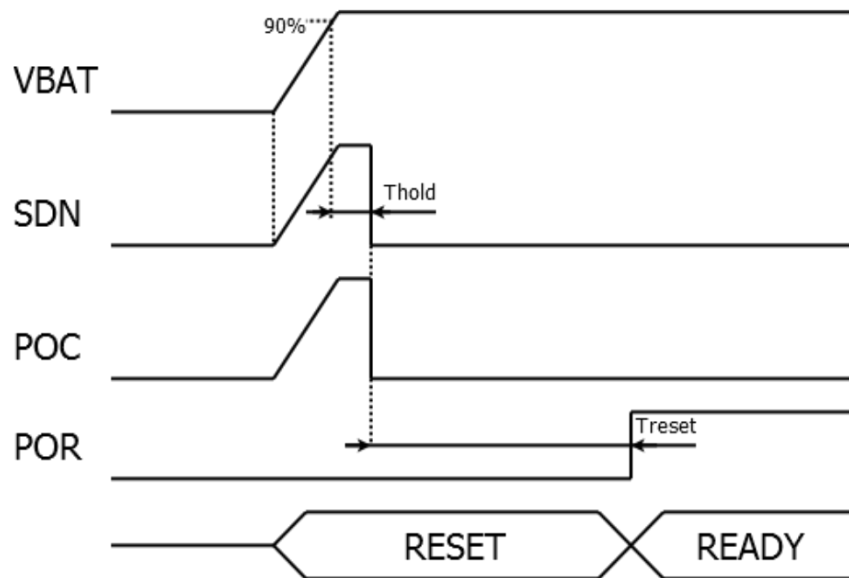 90%
VBAT
Thold
SDN
POC
Treset
POR
RESET READY